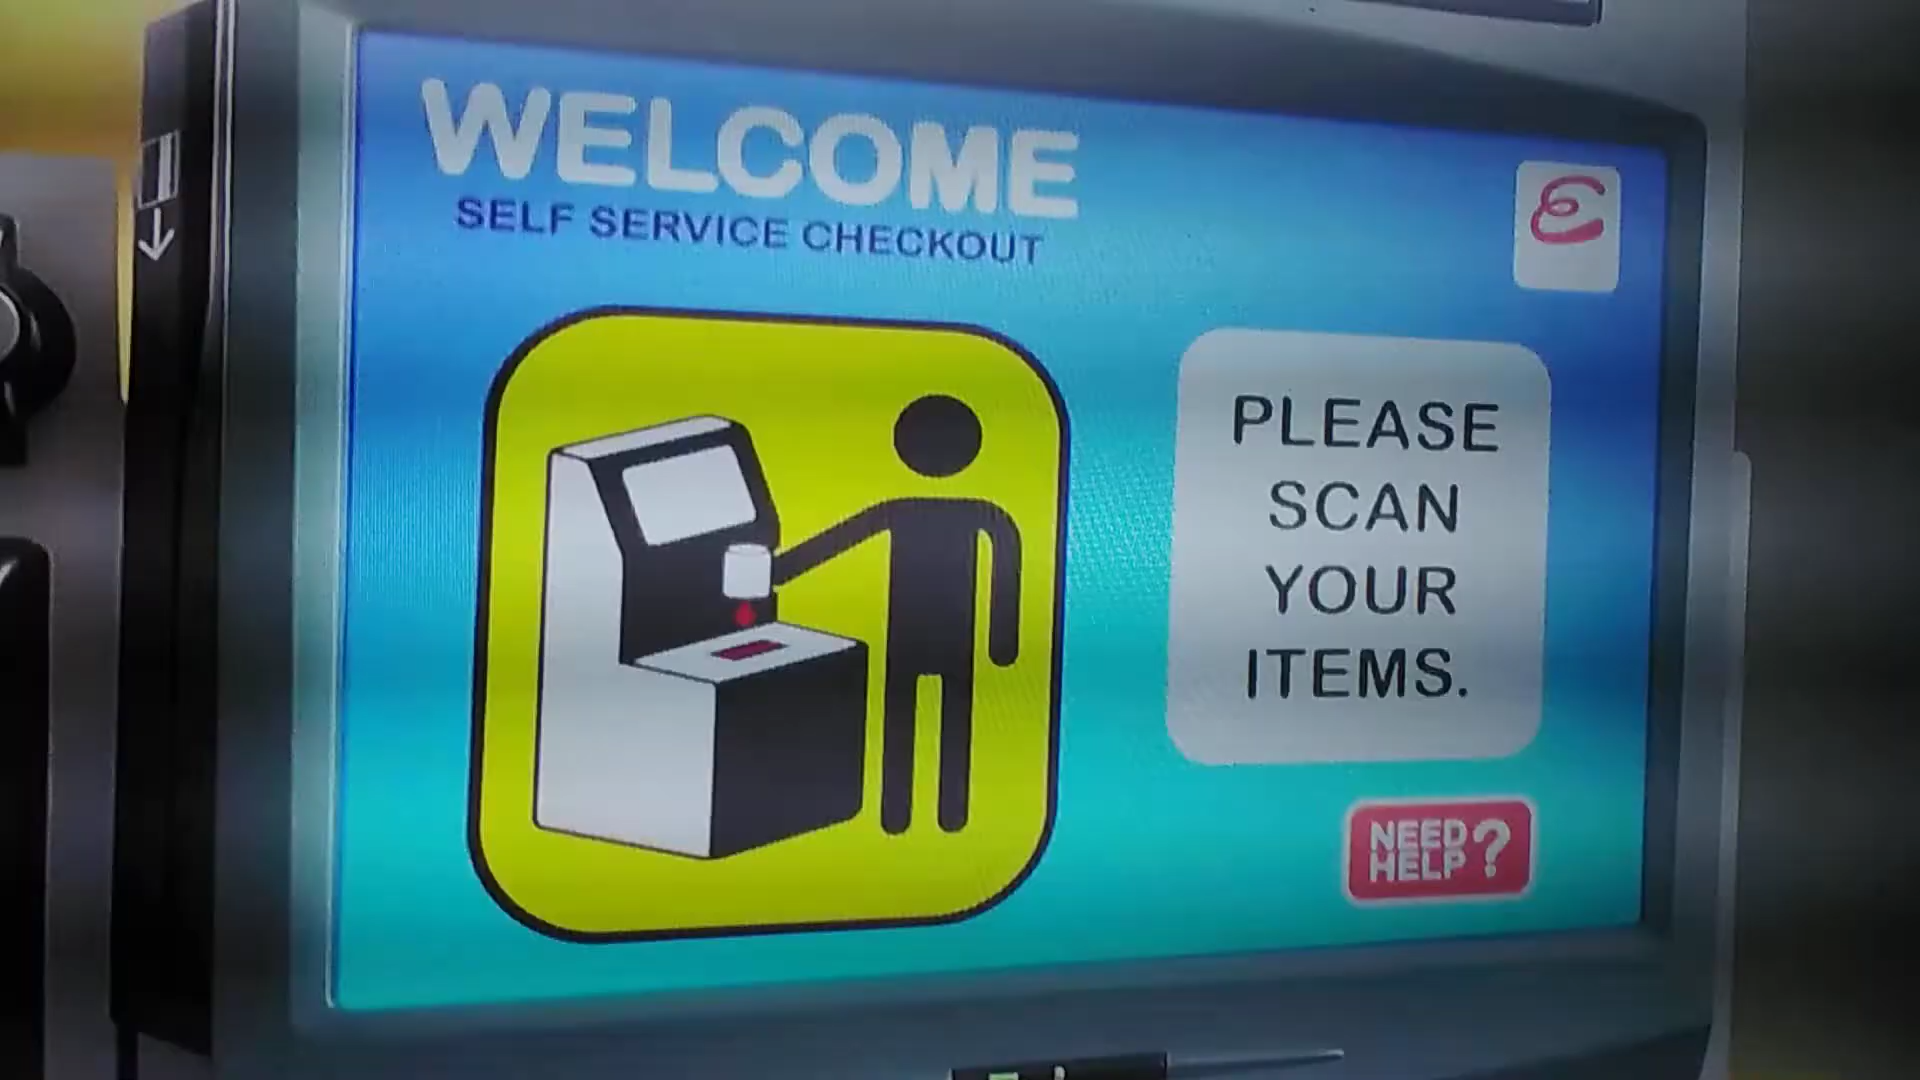 WELCOME
SELF SERVICE CHECKOUT
PLEASE
SCAN
YOUR
ITEMS.
NEED
HELP?